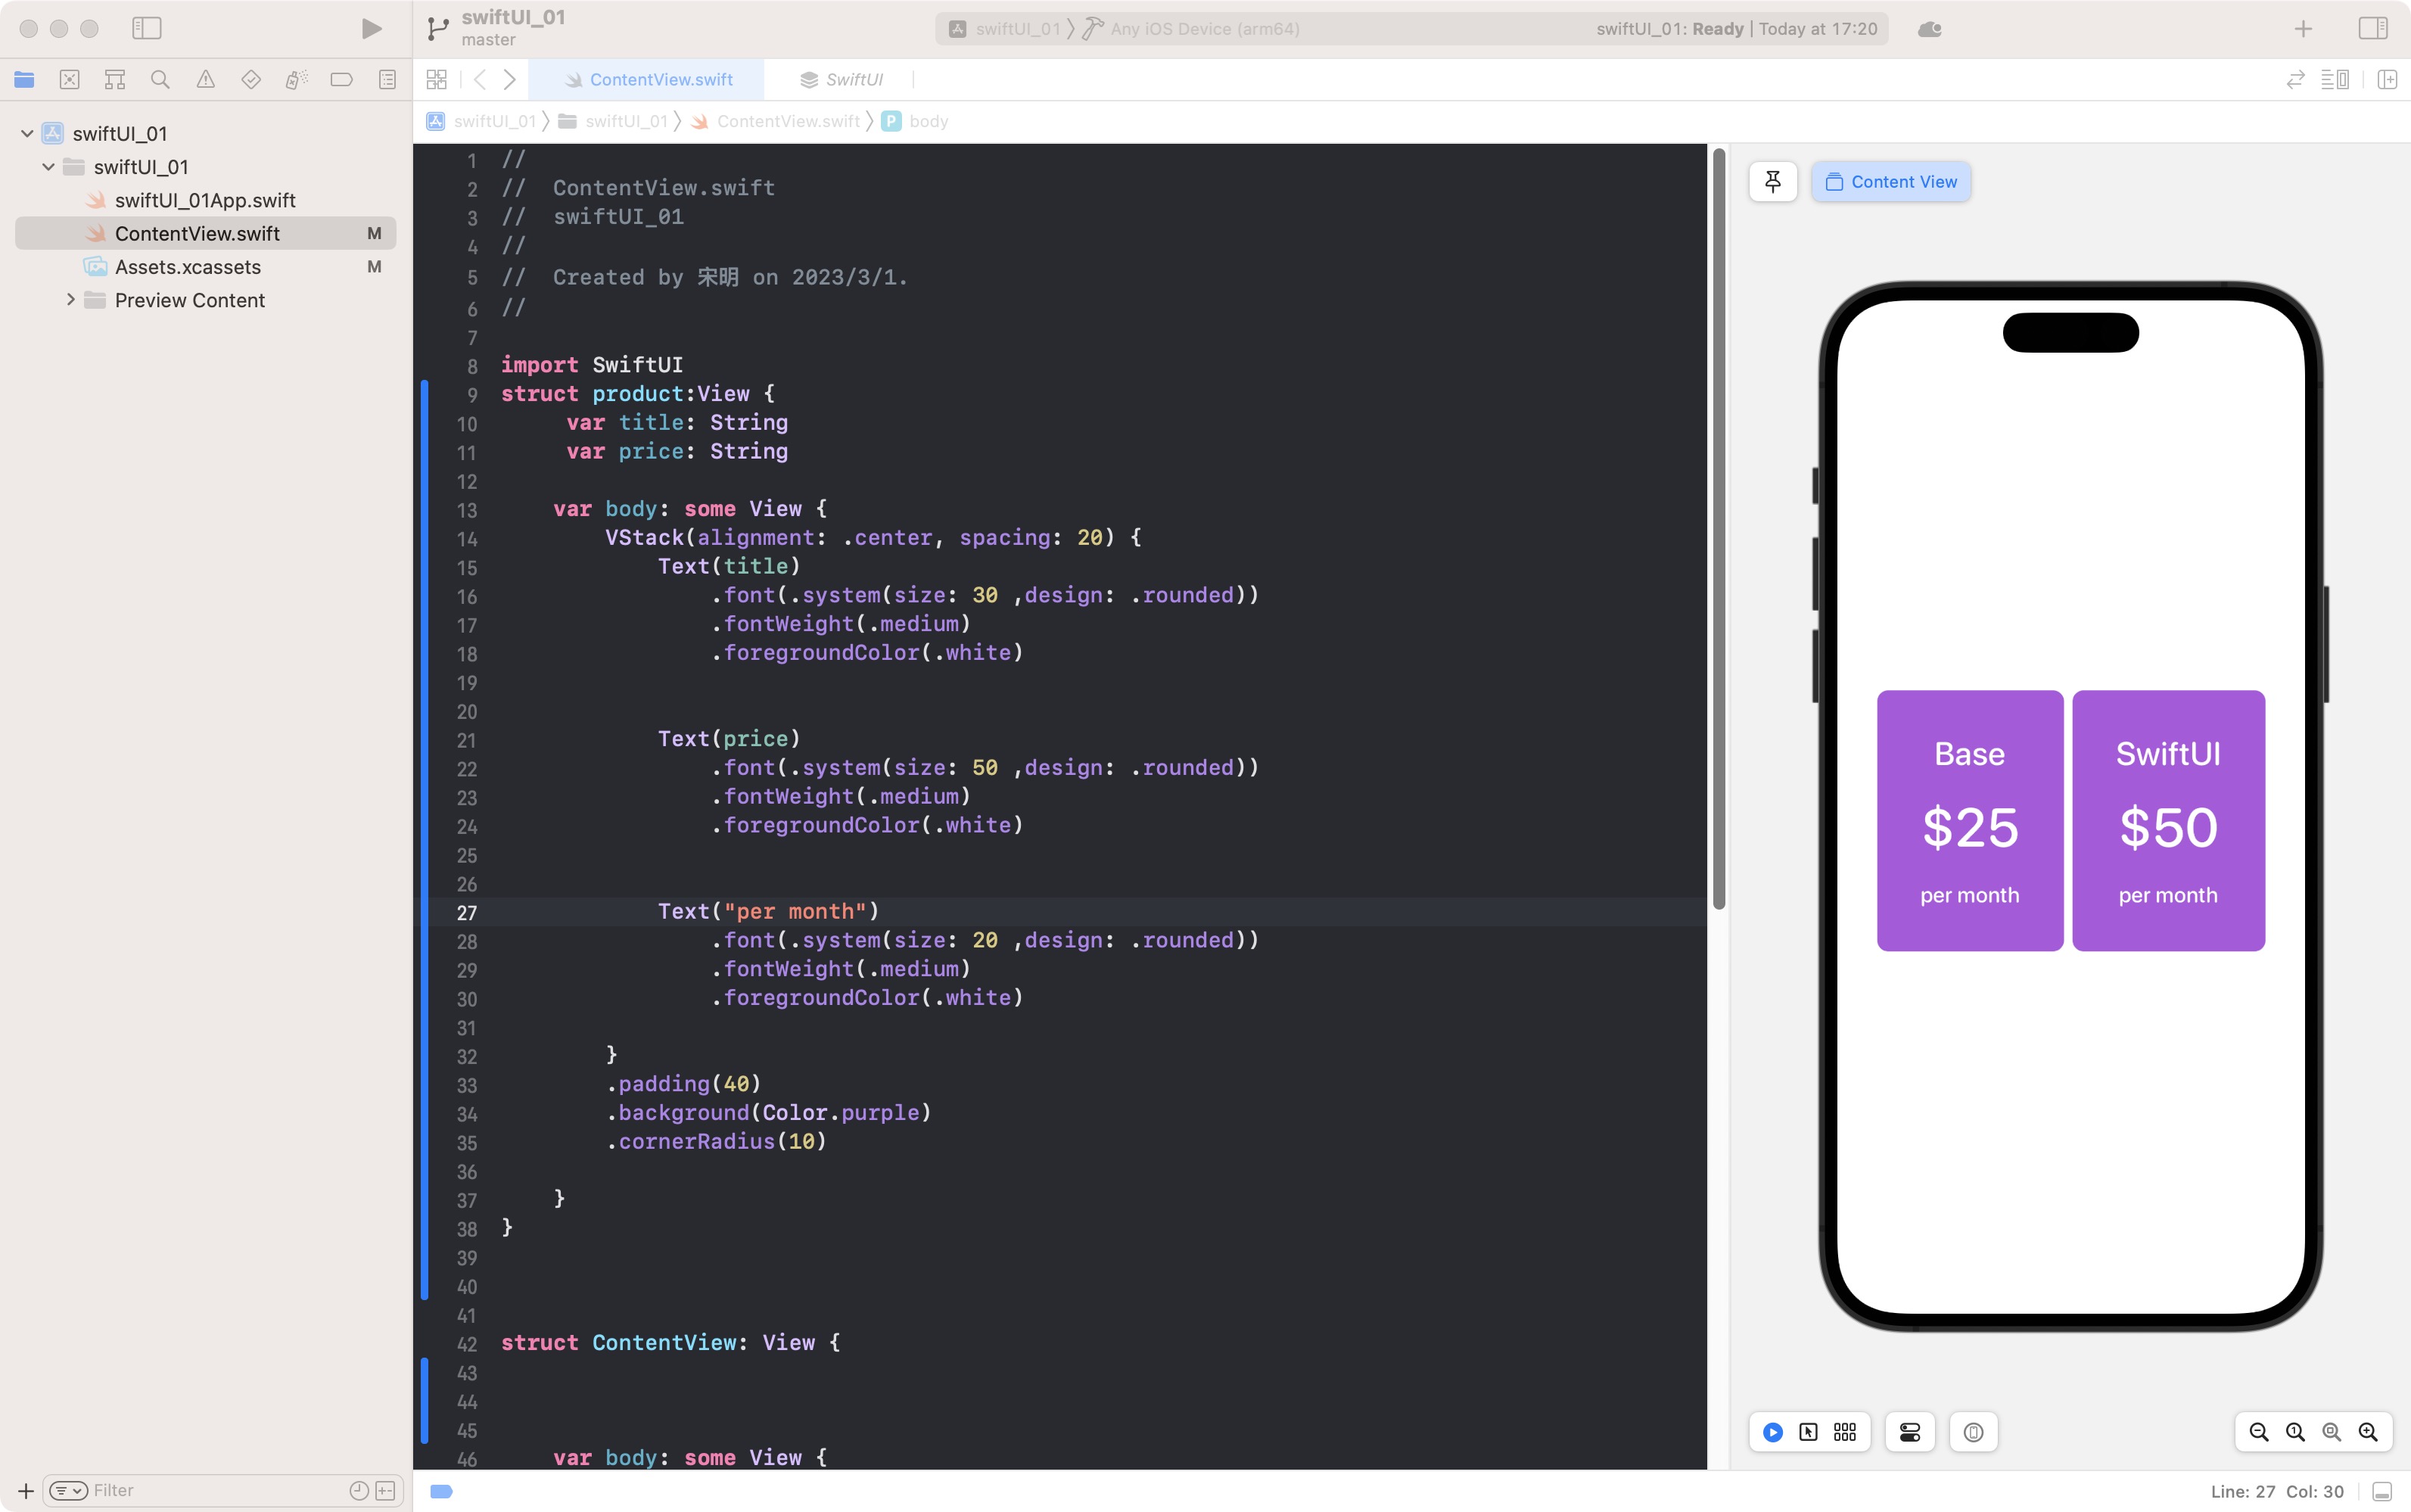 swiftUI_01
master
swiftUI_01 Any iOS Device (arm64)
swiftUI_01: Ready | Today at 17:20
ContentView.swift
SwiftUI
swiftUI_01
swiftUI_01
ContentView.swift
P body
swiftUI_01
swiftUI_01
swiftUI_01App.swift
ContentView.swift M
Assets.xcassets M
Preview Content
1 //
2 //  ContentView.swift
3 //  swiftUI_01
4 //
5 //  Created by 宋明 on 2023/3/1.
6 //
7
8 import SwiftUI
9 struct product:View {
10      var title: String
11      var price: String
12
13     var body: some View {
14         VStack(alignment: .center, spacing: 20) {
15             Text(title)
16                 .font(.system(size: 30 ,design: .rounded))
17                 .fontWeight(.medium)
18                 .foregroundColor(.white)
19
20
21             Text(price)
22                 .font(.system(size: 50 ,design: .rounded))
23                 .fontWeight(.medium)
24                 .foregroundColor(.white)
25
26
27             Text("per month")
28                 .font(.system(size: 20 ,design: .rounded))
29                 .fontWeight(.medium)
30                 .foregroundColor(.white)
31
32         }
33         .padding(40)
34         .background(Color.purple)
35         .cornerRadius(10)
36
37     }
38 }
39
40
41
42 struct ContentView: View {
43
44
45
46     var body: some View {
Content View
Base
$25
per month
SwiftUI
$50
per month
Filter
Line: 27 Col: 30